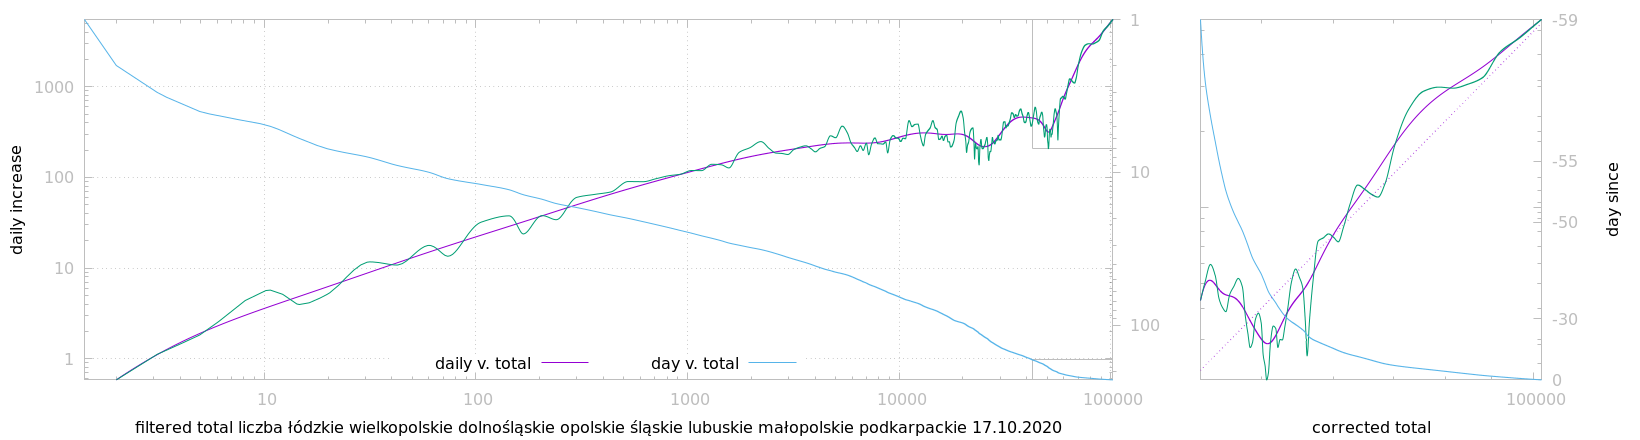 1 -59
1000
daily increase
100
10
1
daily v. total day v. total
10 100 1000 10000 100000
1
10
100
filtered total liczba łódzkie wielkopolskie dolnośląskie opolskie śląskie lubuskie małopolskie podkarpackie 17.10.2020
-55
-50
-30
0
day since
100000
corrected total